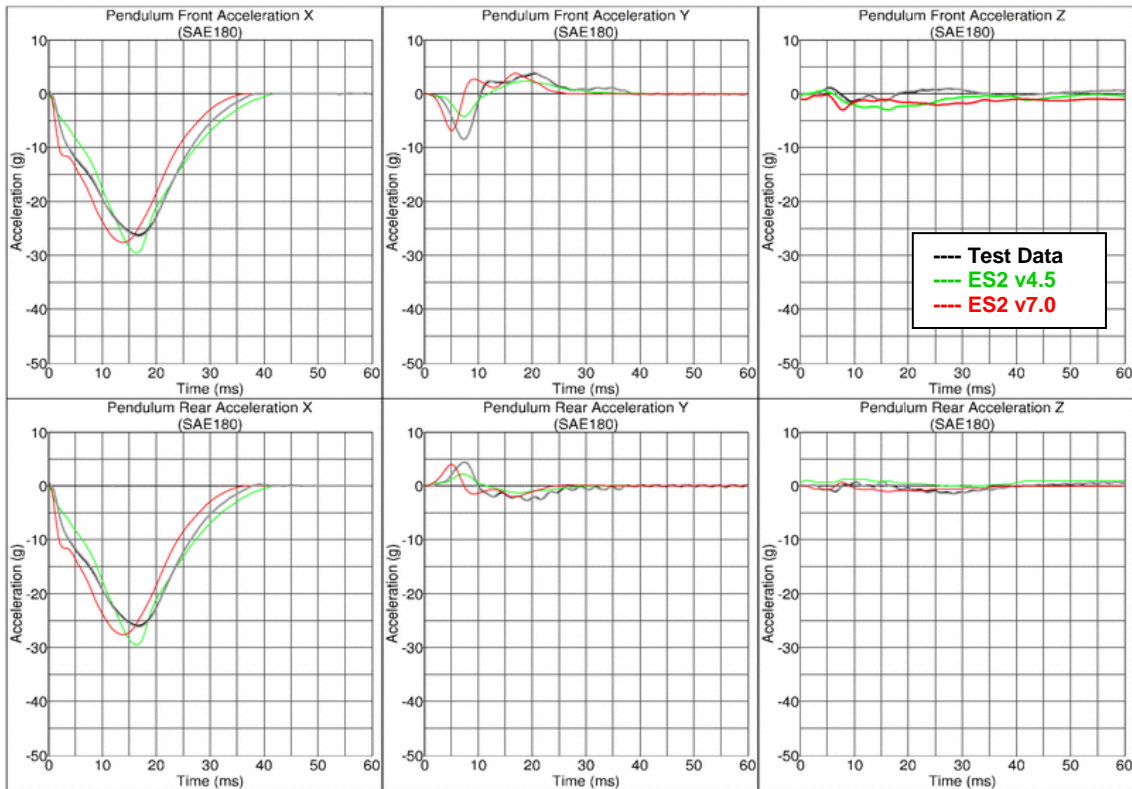 Pendulum Front Acceleration X
(SAE180)
10
0
-10
-20
-30
-40
-50
Acceleration (g)
0 10 20 30 40 50 60
Time (ms)
Pendulum Front Acceleration Y
(SAE180)
10
0
-10
-20
-30
-40
-50
Acceleration (g)
0 10 20 30 40 50 60
Time (ms)
Pendulum Front Acceleration Z
(SAE180)
10
0
-10
-20
-30
-40
-50
Acceleration (g)
0 10 20 30 40 50 60
Time (ms)
---- Test Data
---- ES2 v4.5
---- ES2 v7.0
Pendulum Rear Acceleration X
(SAE180)
10
0
-10
-20
-30
-40
-50
Acceleration (g)
0 10 20 30 40 50 60
Time (ms)
Pendulum Rear Acceleration Y
(SAE180)
10
0
-10
-20
-30
-40
-50
Acceleration (g)
0 10 20 30 40 50 60
Time (ms)
Pendulum Rear Acceleration Z
(SAE180)
10
0
-10
-20
-30
-40
-50
Acceleration (g)
0 10 20 30 40 50 60
Time (ms)